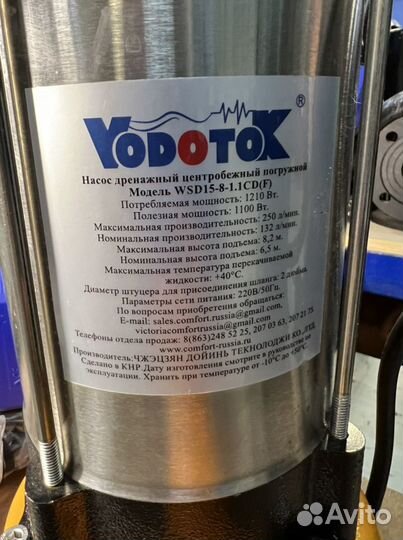 VODOTOK ®
Насос дренажный центробежный погружной
Модель WSD15-8-1.1CD(F)
Потребляемая мощность: 1210 Вт.
Полезная мощность: 1100 Вт.
Максимальная производительность: 250 л/мин.
Номинальная производительность: 132 л/мин.
Максимальная высота подъема: 8,2 м.
Номинальная высота подъема: 6,5 м.
Максимальная температура перекачиваемой
жидкости: +40°C.
Диаметр штуцера для присоединения шланга: 2 дюйма.
Параметры сети питания: 220В/50Гц.
По вопросам приобретения обращаться:
E-mail: sales.comfort.russia@gmail.com
victoriacomfortrussia@gmail.com
Телефоны отдела продаж: 8(863)248 52 25, 207 03 63, 207 21 75
www.comfort-russia.ru
Производитель:ЧЖЭЦЗЯН ДОЙИНЬ ТЕКНОЛОДЖИ КО.,ЛТД.
Сделано в КНР.Дату изготовления смотрите в руководстве по
эксплуатации. Хранить при температуре от -10°C до +50°C.
Avito